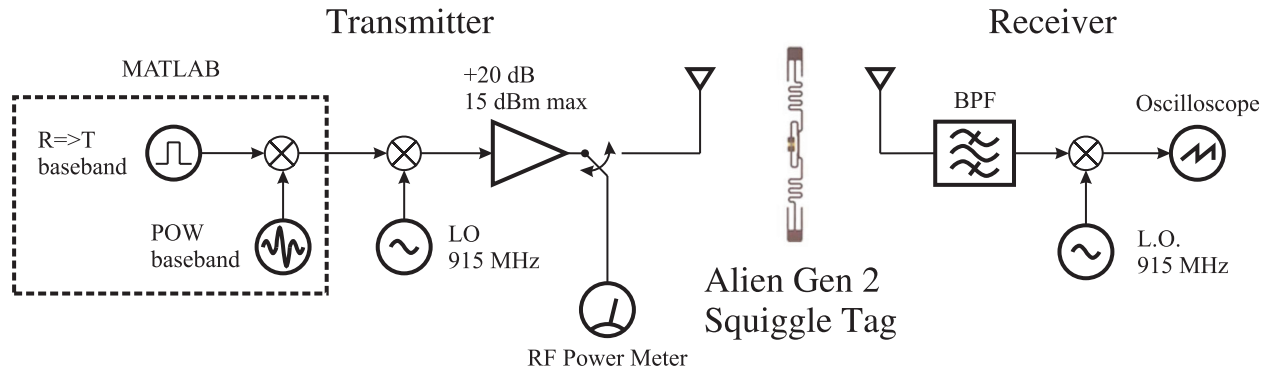 Transmitter
Receiver
MATLAB
+20 dB
15 dBm max
BPF
Oscilloscope
R=>T
baseband
POW
baseband
LO
915 MHz
L.O.
915 MHz
Alien Gen 2
Squiggle Tag
RF Power Meter